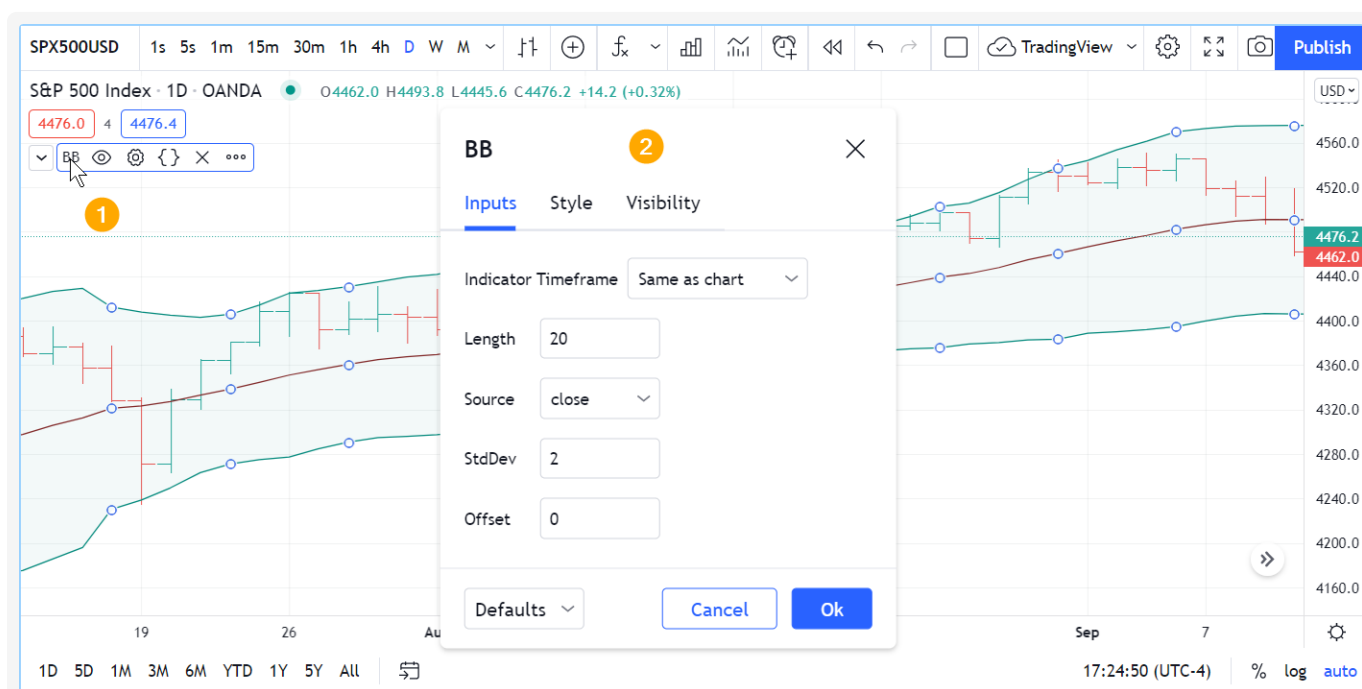 SPX500USD 1s 5s 1m 15m 30m 1h 4h D W M TradingView Publish
S&P 500 Index · 1D · OANDA O4462.0 H4493.8 L4445.6 C4476.2 +14.2 (+0.32%)
USD
4476.0 4 4476.4
BB
1
BB
2
Inputs Style Visibility
Indicator Timeframe Same as chart
Length 20
Source close
StdDev 2
Offset 0
Defaults Cancel Ok
4560.0
4520.0
4476.2
4462.0
4440.0
4400.0
4360.0
4320.0
4280.0
4240.0
4200.0
4160.0
19 26 Au Sep 7
1D 5D 1M 3M 6M YTD 1Y 5Y All 17:24:50 (UTC-4) % log auto